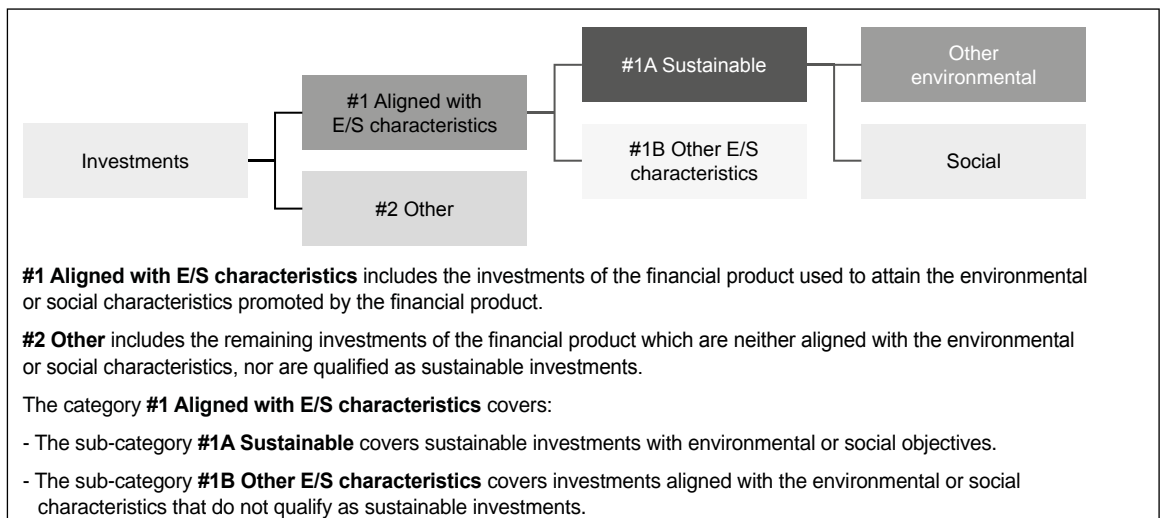 Investments
#1 Aligned with
E/S characteristics
#2 Other
#1A Sustainable
#1B Other E/S
characteristics
Other
environmental
Social
#1 Aligned with E/S characteristics includes the investments of the financial product used to attain the environmental
or social characteristics promoted by the financial product.
#2 Other includes the remaining investments of the financial product which are neither aligned with the environmental
or social characteristics, nor are qualified as sustainable investments.
The category #1 Aligned with E/S characteristics covers:
- The sub-category #1A Sustainable covers sustainable investments with environmental or social objectives.
- The sub-category #1B Other E/S characteristics covers investments aligned with the environmental or social
characteristics that do not qualify as sustainable investments.